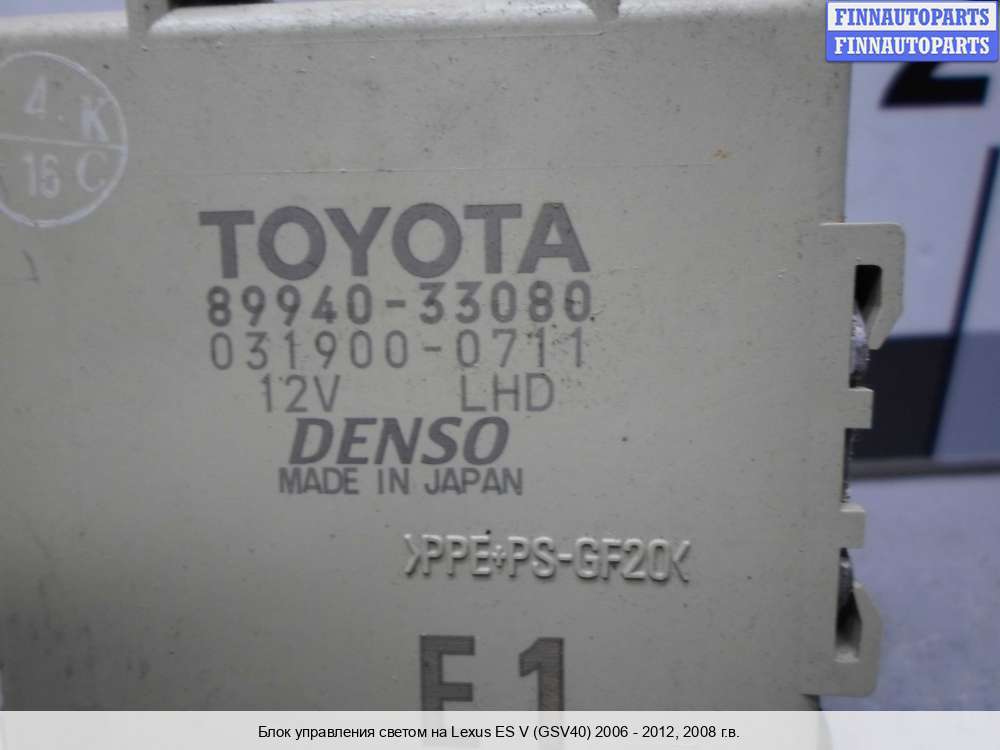 FINNAUTOPARTS
FINNAUTOPARTS
4. K
16 C
TOYOTA
89940-33080
031900-0711
12V LHD
DENSO
MADE IN JAPAN
>PPE+PS-GF20<
Блок управления светом на Lexus ES V (GSV40) 2006 - 2012, 2008 г.в.